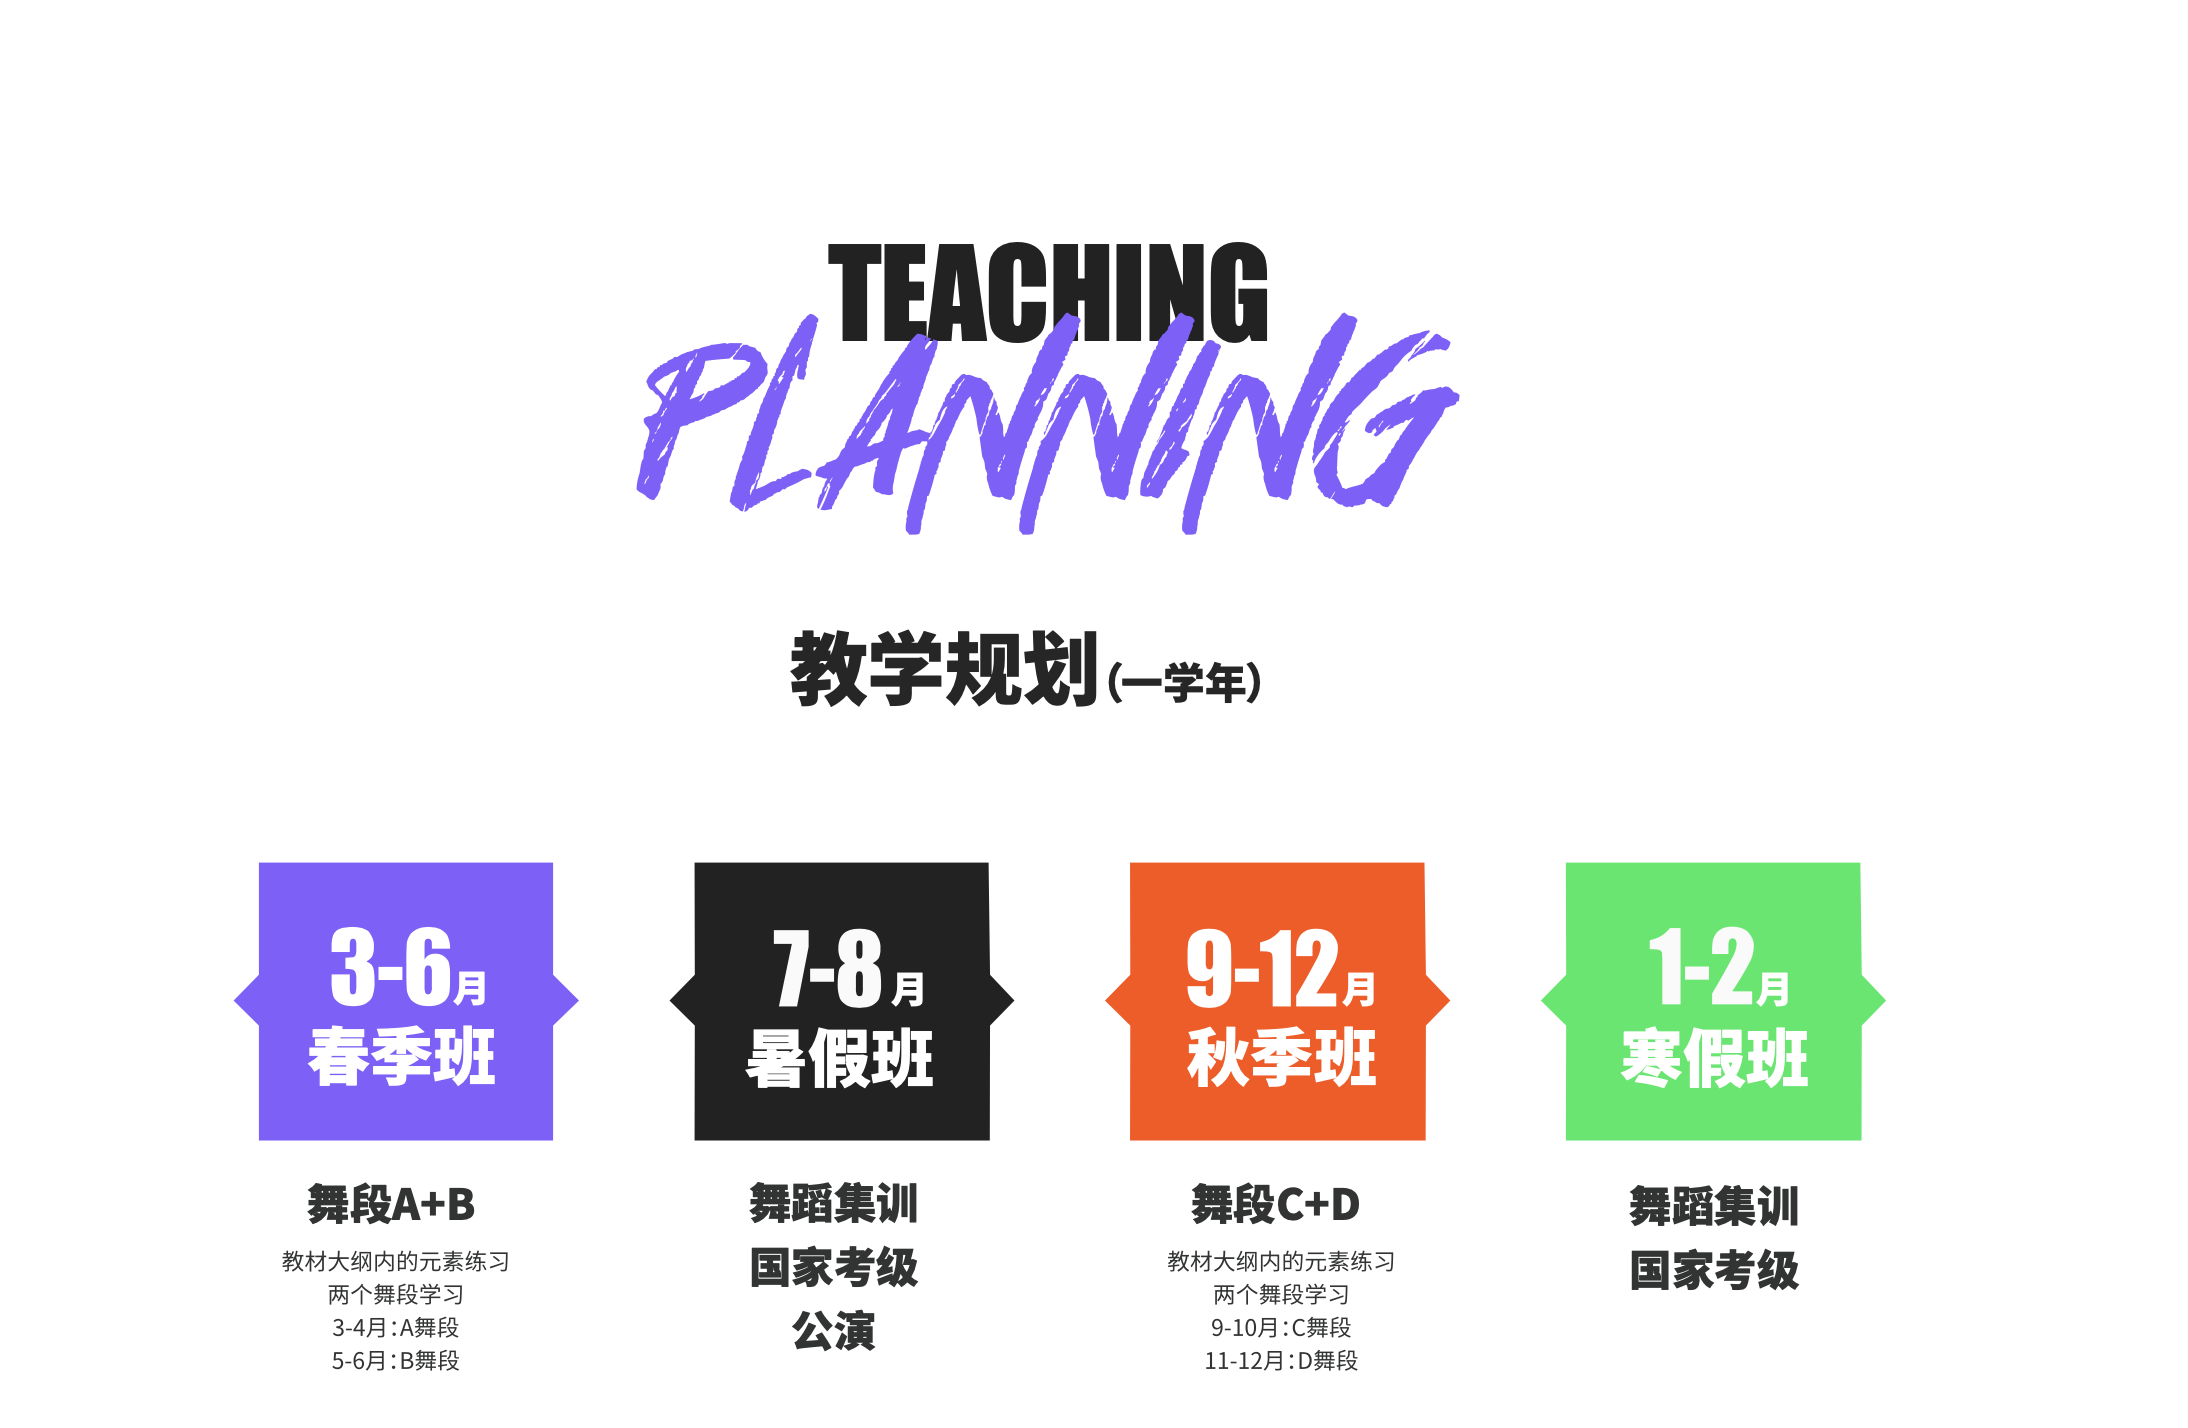 TEACHING
PLANNING
教学规划(一学年)
3-6月
春季班
舞段A+B
教材大纲内的元素练习
两个舞段学习
3-4月:A舞段
5-6月:B舞段
7-8月
暑假班
舞蹈集训
国家考级
公演
9-12月
秋季班
舞段C+D
教材大纲内的元素练习
两个舞段学习
9-10月:C舞段
11-12月:D舞段
1-2月
寒假班
舞蹈集训
国家考级